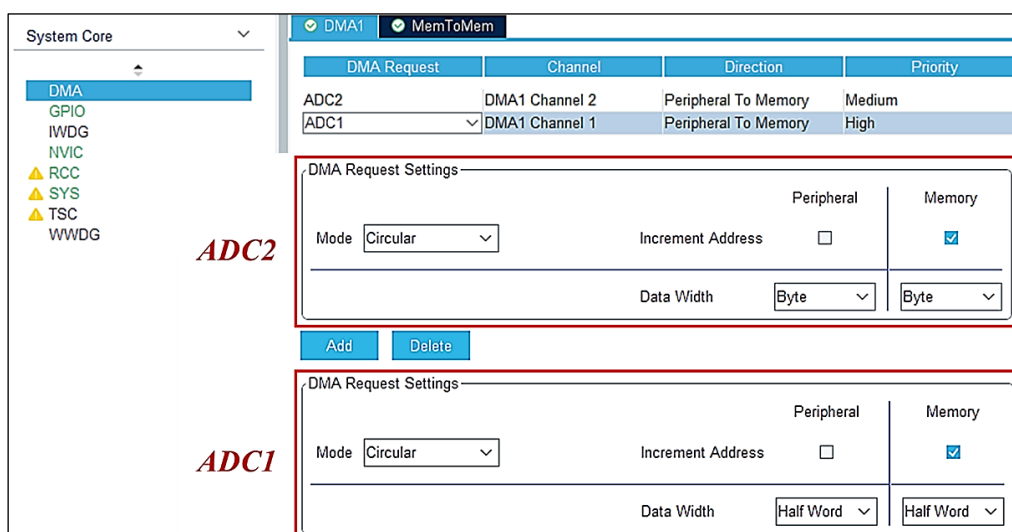 System Core
DMA
GPIO
IWDG
NVIC
RCC
SYS
TSC
WWDG
DMA1 MemToMem
DMA Request Channel Direction Priority
ADC2 DMA1 Channel 2 Peripheral To Memory Medium
ADC1 DMA1 Channel 1 Peripheral To Memory High
ADC2
DMA Request Settings
Peripheral Memory
Mode Circular Increment Address
Data Width Byte Byte
Add Delete
ADC1
DMA Request Settings
Peripheral Memory
Mode Circular Increment Address
Data Width Half Word Half Word